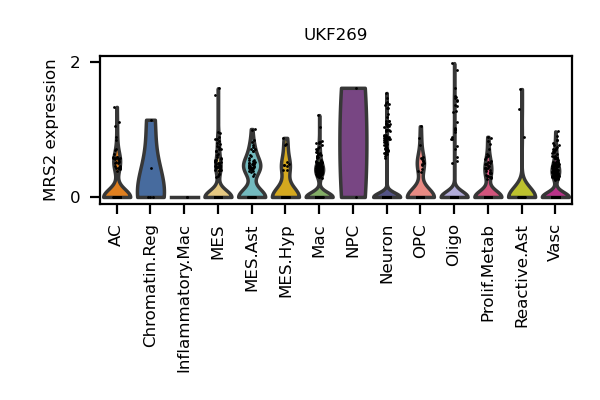 UKF269
MRS2 expression
2
0
AC
Chromatin.Reg
Inflammatory.Mac
MES
MES.Ast
MES.Hyp
Mac
NPC
Neuron
OPC
Oligo
Prolif.Metab
Reactive.Ast
Vasc